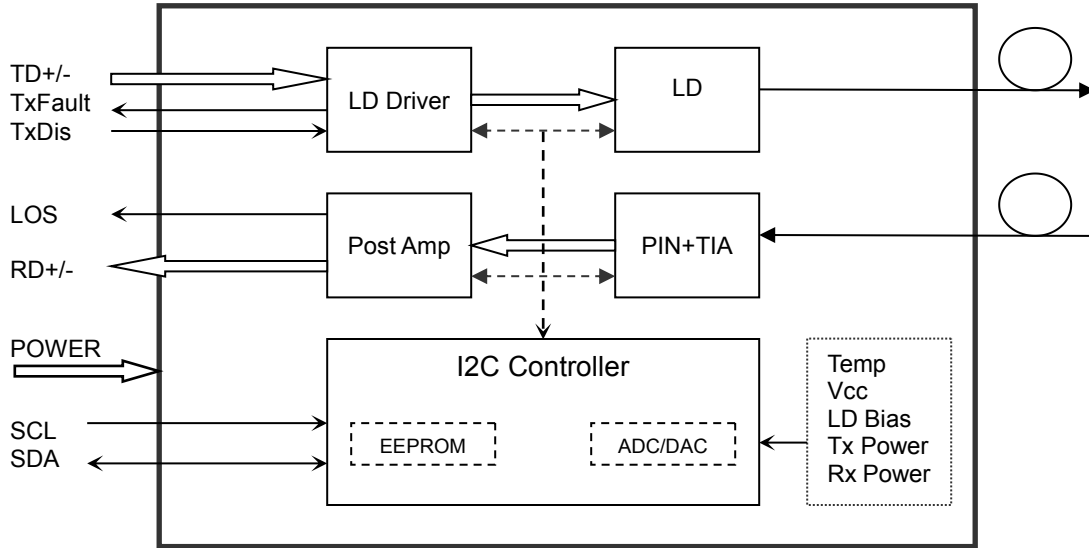 TD+/-
TxFault
TxDis
LD Driver
LD
LOS
RD+/-
Post Amp
PIN+TIA
POWER
SCL
SDA
I2C Controller
EEPROM
ADC/DAC
Temp
Vcc
LD Bias
Tx Power
Rx Power